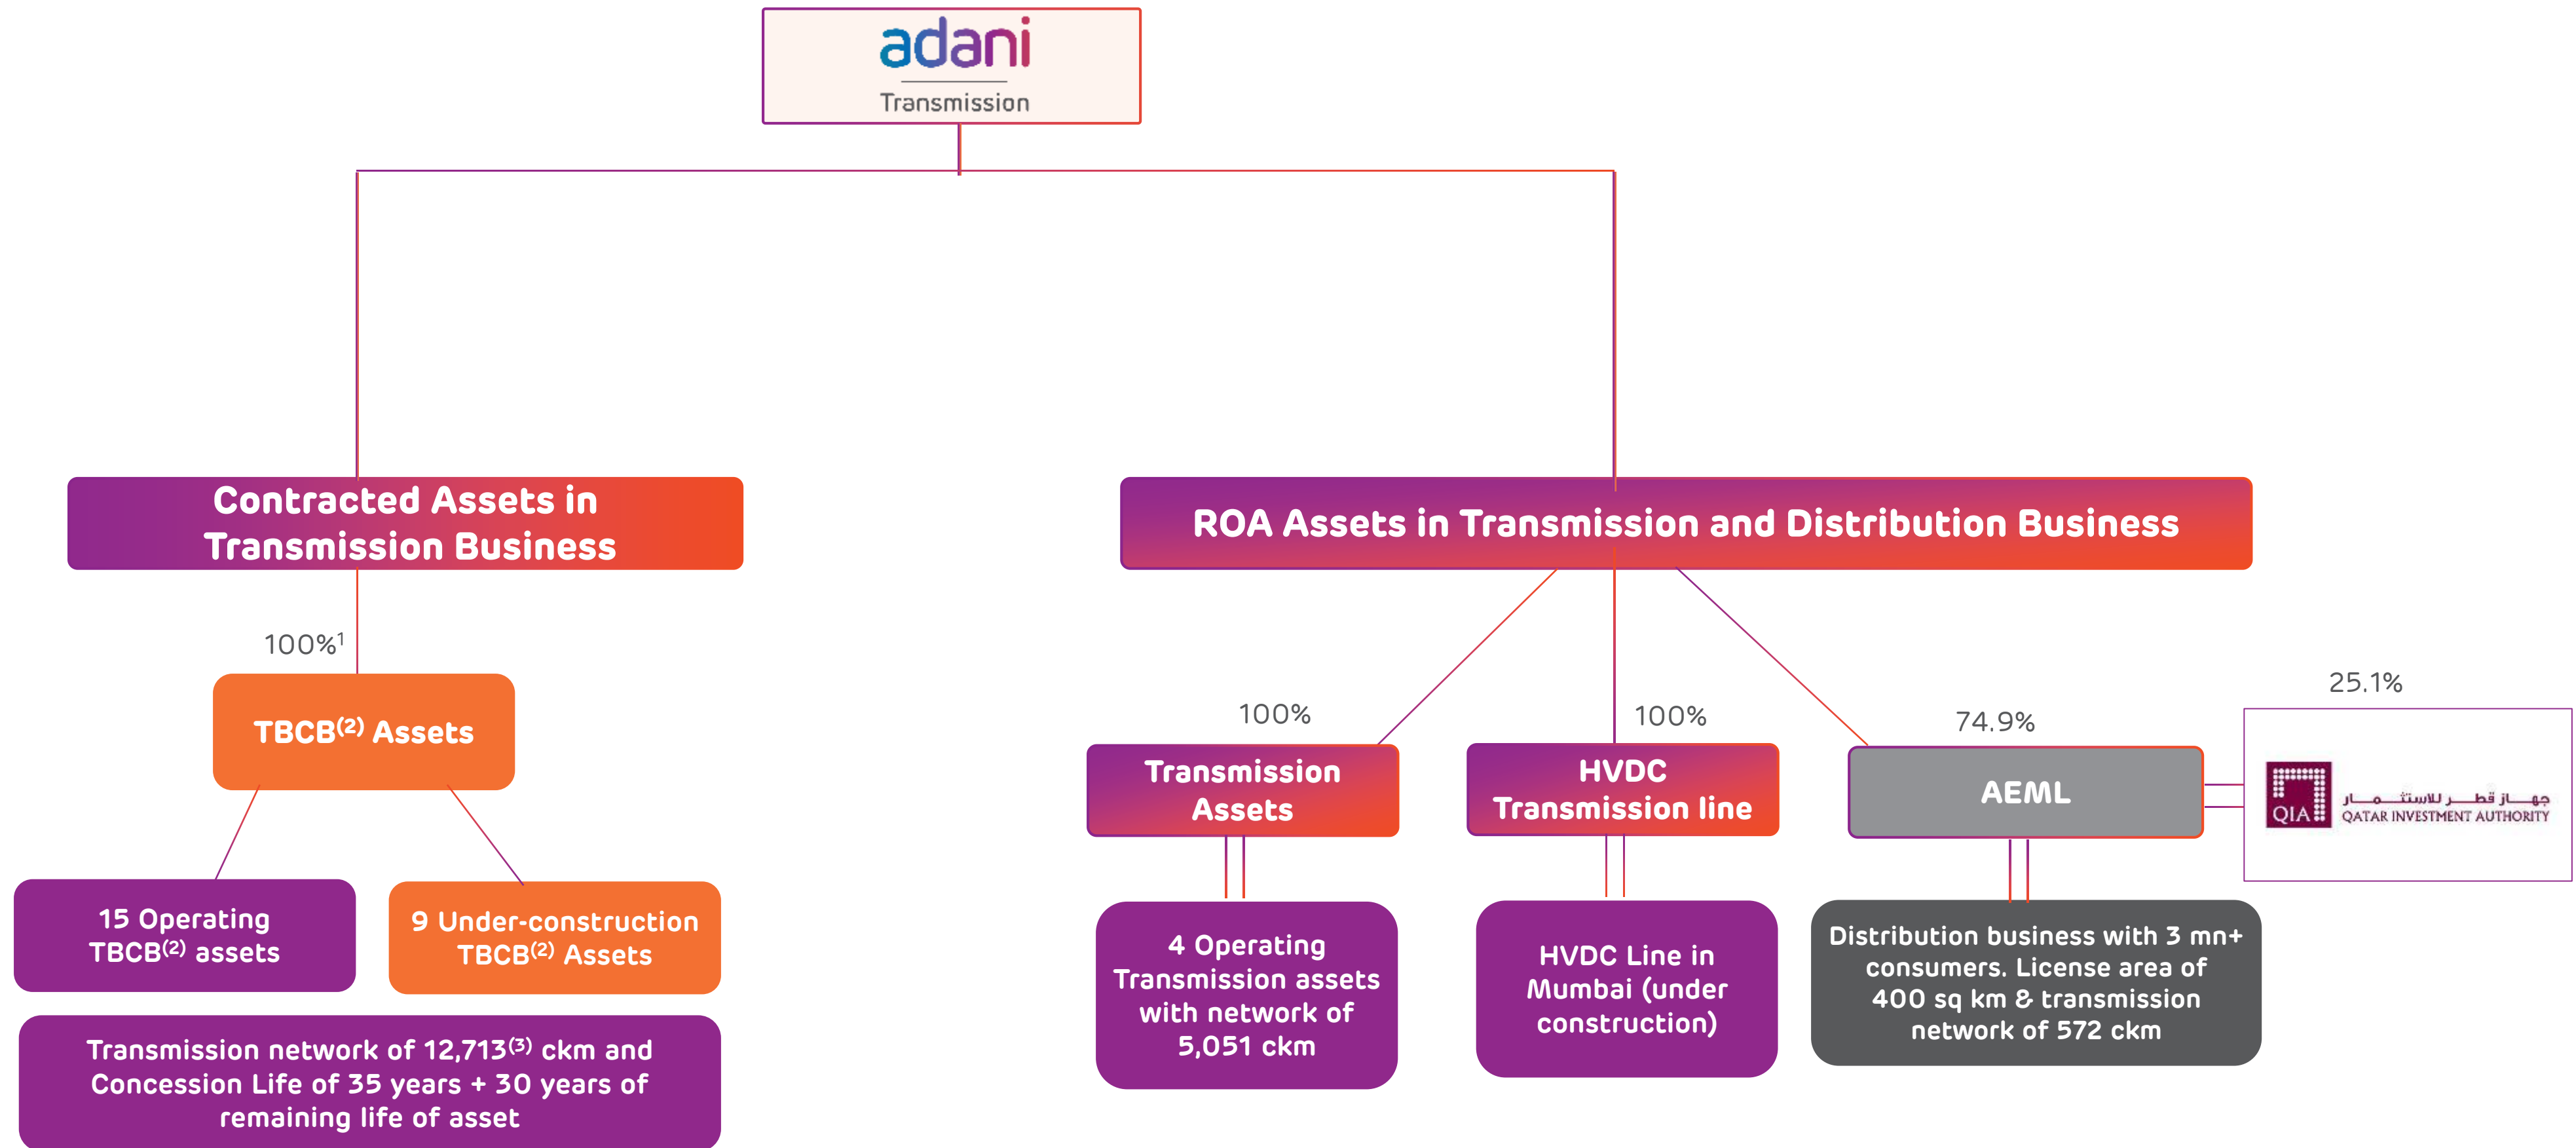 adani
Transmission
Contracted Assets in
Transmission Business
ROA Assets in Transmission and Distribution Business
100%¹
TBCB⁽²⁾ Assets
15 Operating
TBCB⁽²⁾ assets
9 Under-construction
TBCB⁽²⁾ Assets
Transmission network of 12,713⁽³⁾ ckm and
Concession Life of 35 years + 30 years of
remaining life of asset
100%
Transmission
Assets
4 Operating
Transmission assets
with network of
5,051 ckm
100%
HVDC
Transmission line
HVDC Line in
Mumbai (under
construction)
74.9%
AEML
Distribution business with 3 mn+
consumers. License area of
400 sq km & transmission
network of 572 ckm
25.1%
QIA
جهاز قطر للاستثمار
QATAR INVESTMENT AUTHORITY